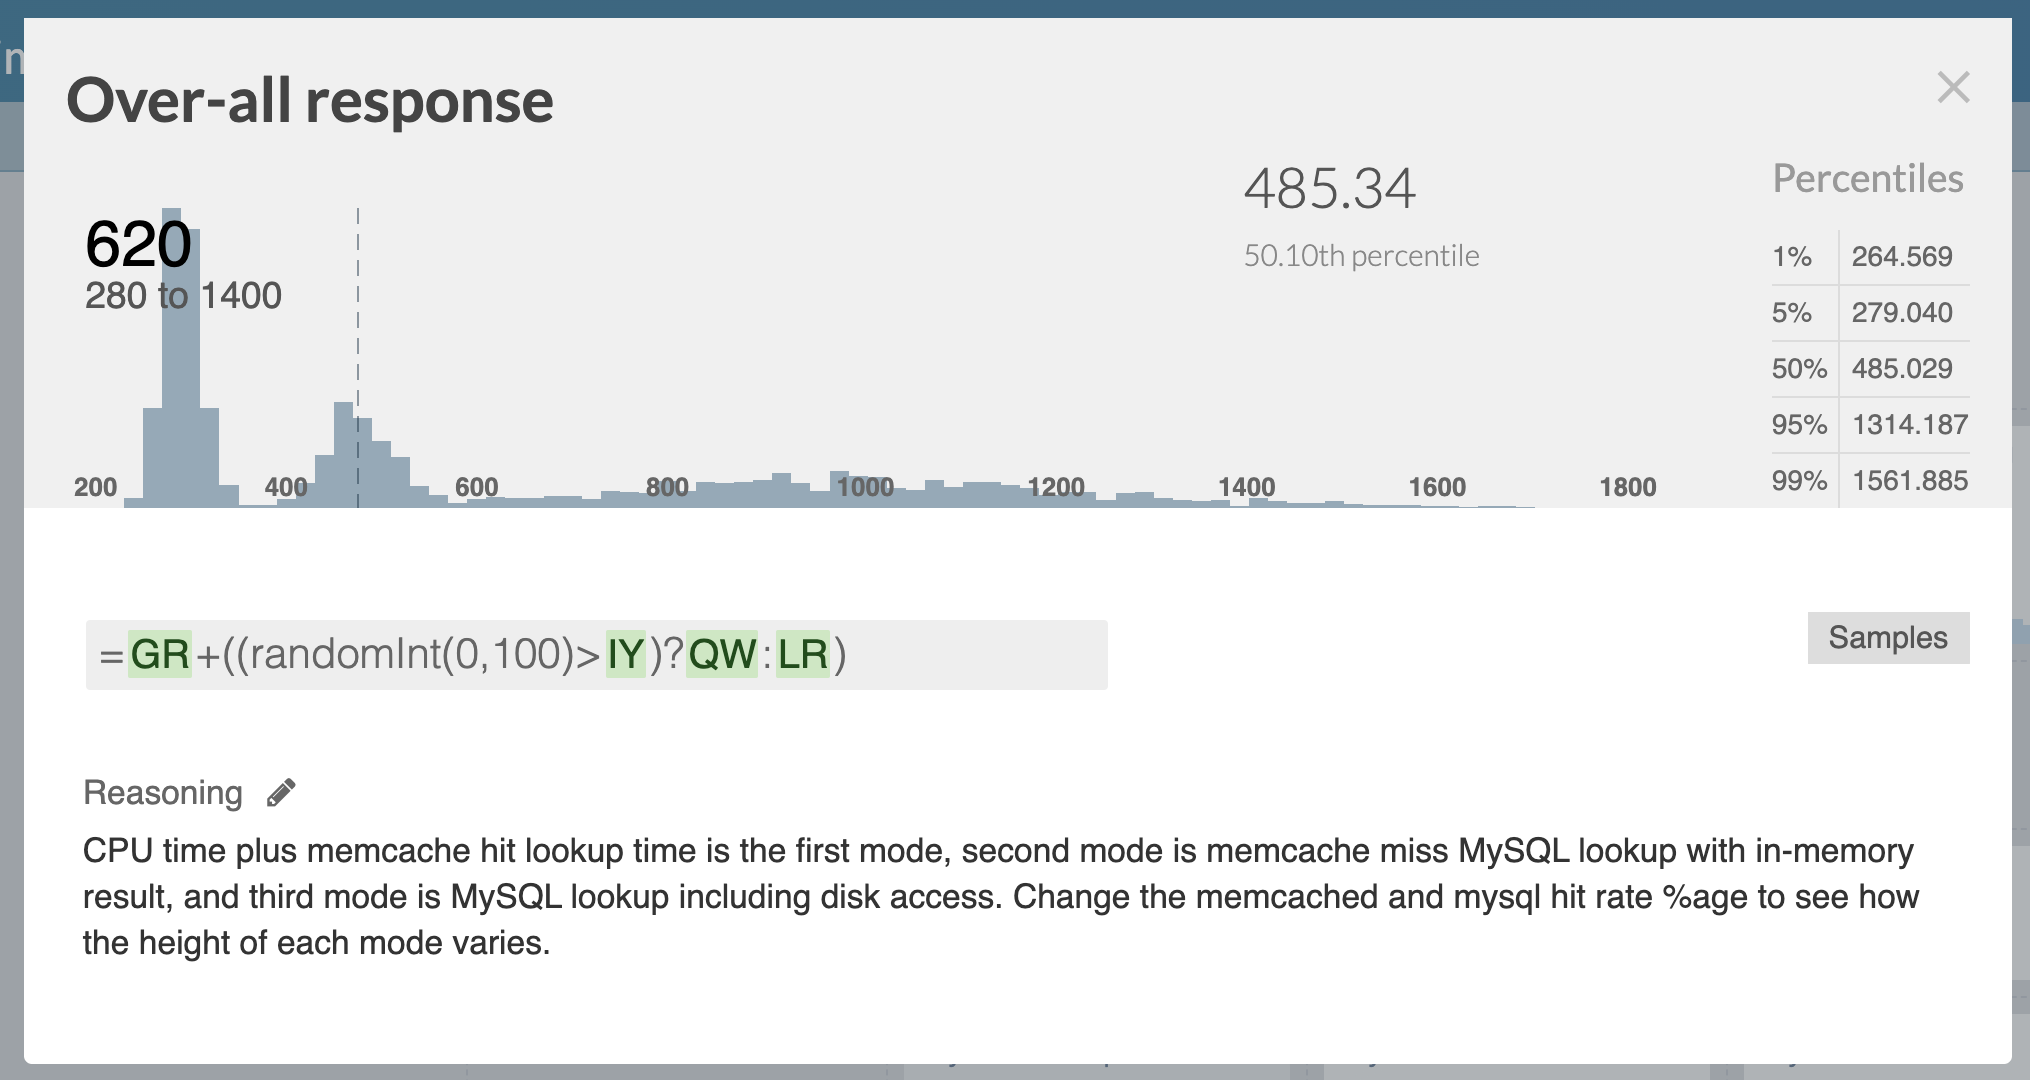 Over-all response
620
280 to 1400
485.34
50.10th percentile
Percentiles
1% 264.569
5% 279.040
50% 485.029
95% 1314.187
99% 1561.885
200 400 600 800 1000 1200 1400 1600 1800
=GR+((randomInt(0,100)>IY)?QW:LR)
Samples
Reasoning
CPU time plus memcache hit lookup time is the first mode, second mode is memcache miss MySQL lookup with in-memory
result, and third mode is MySQL lookup including disk access. Change the memcached and mysql hit rate %age to see how
the height of each mode varies.